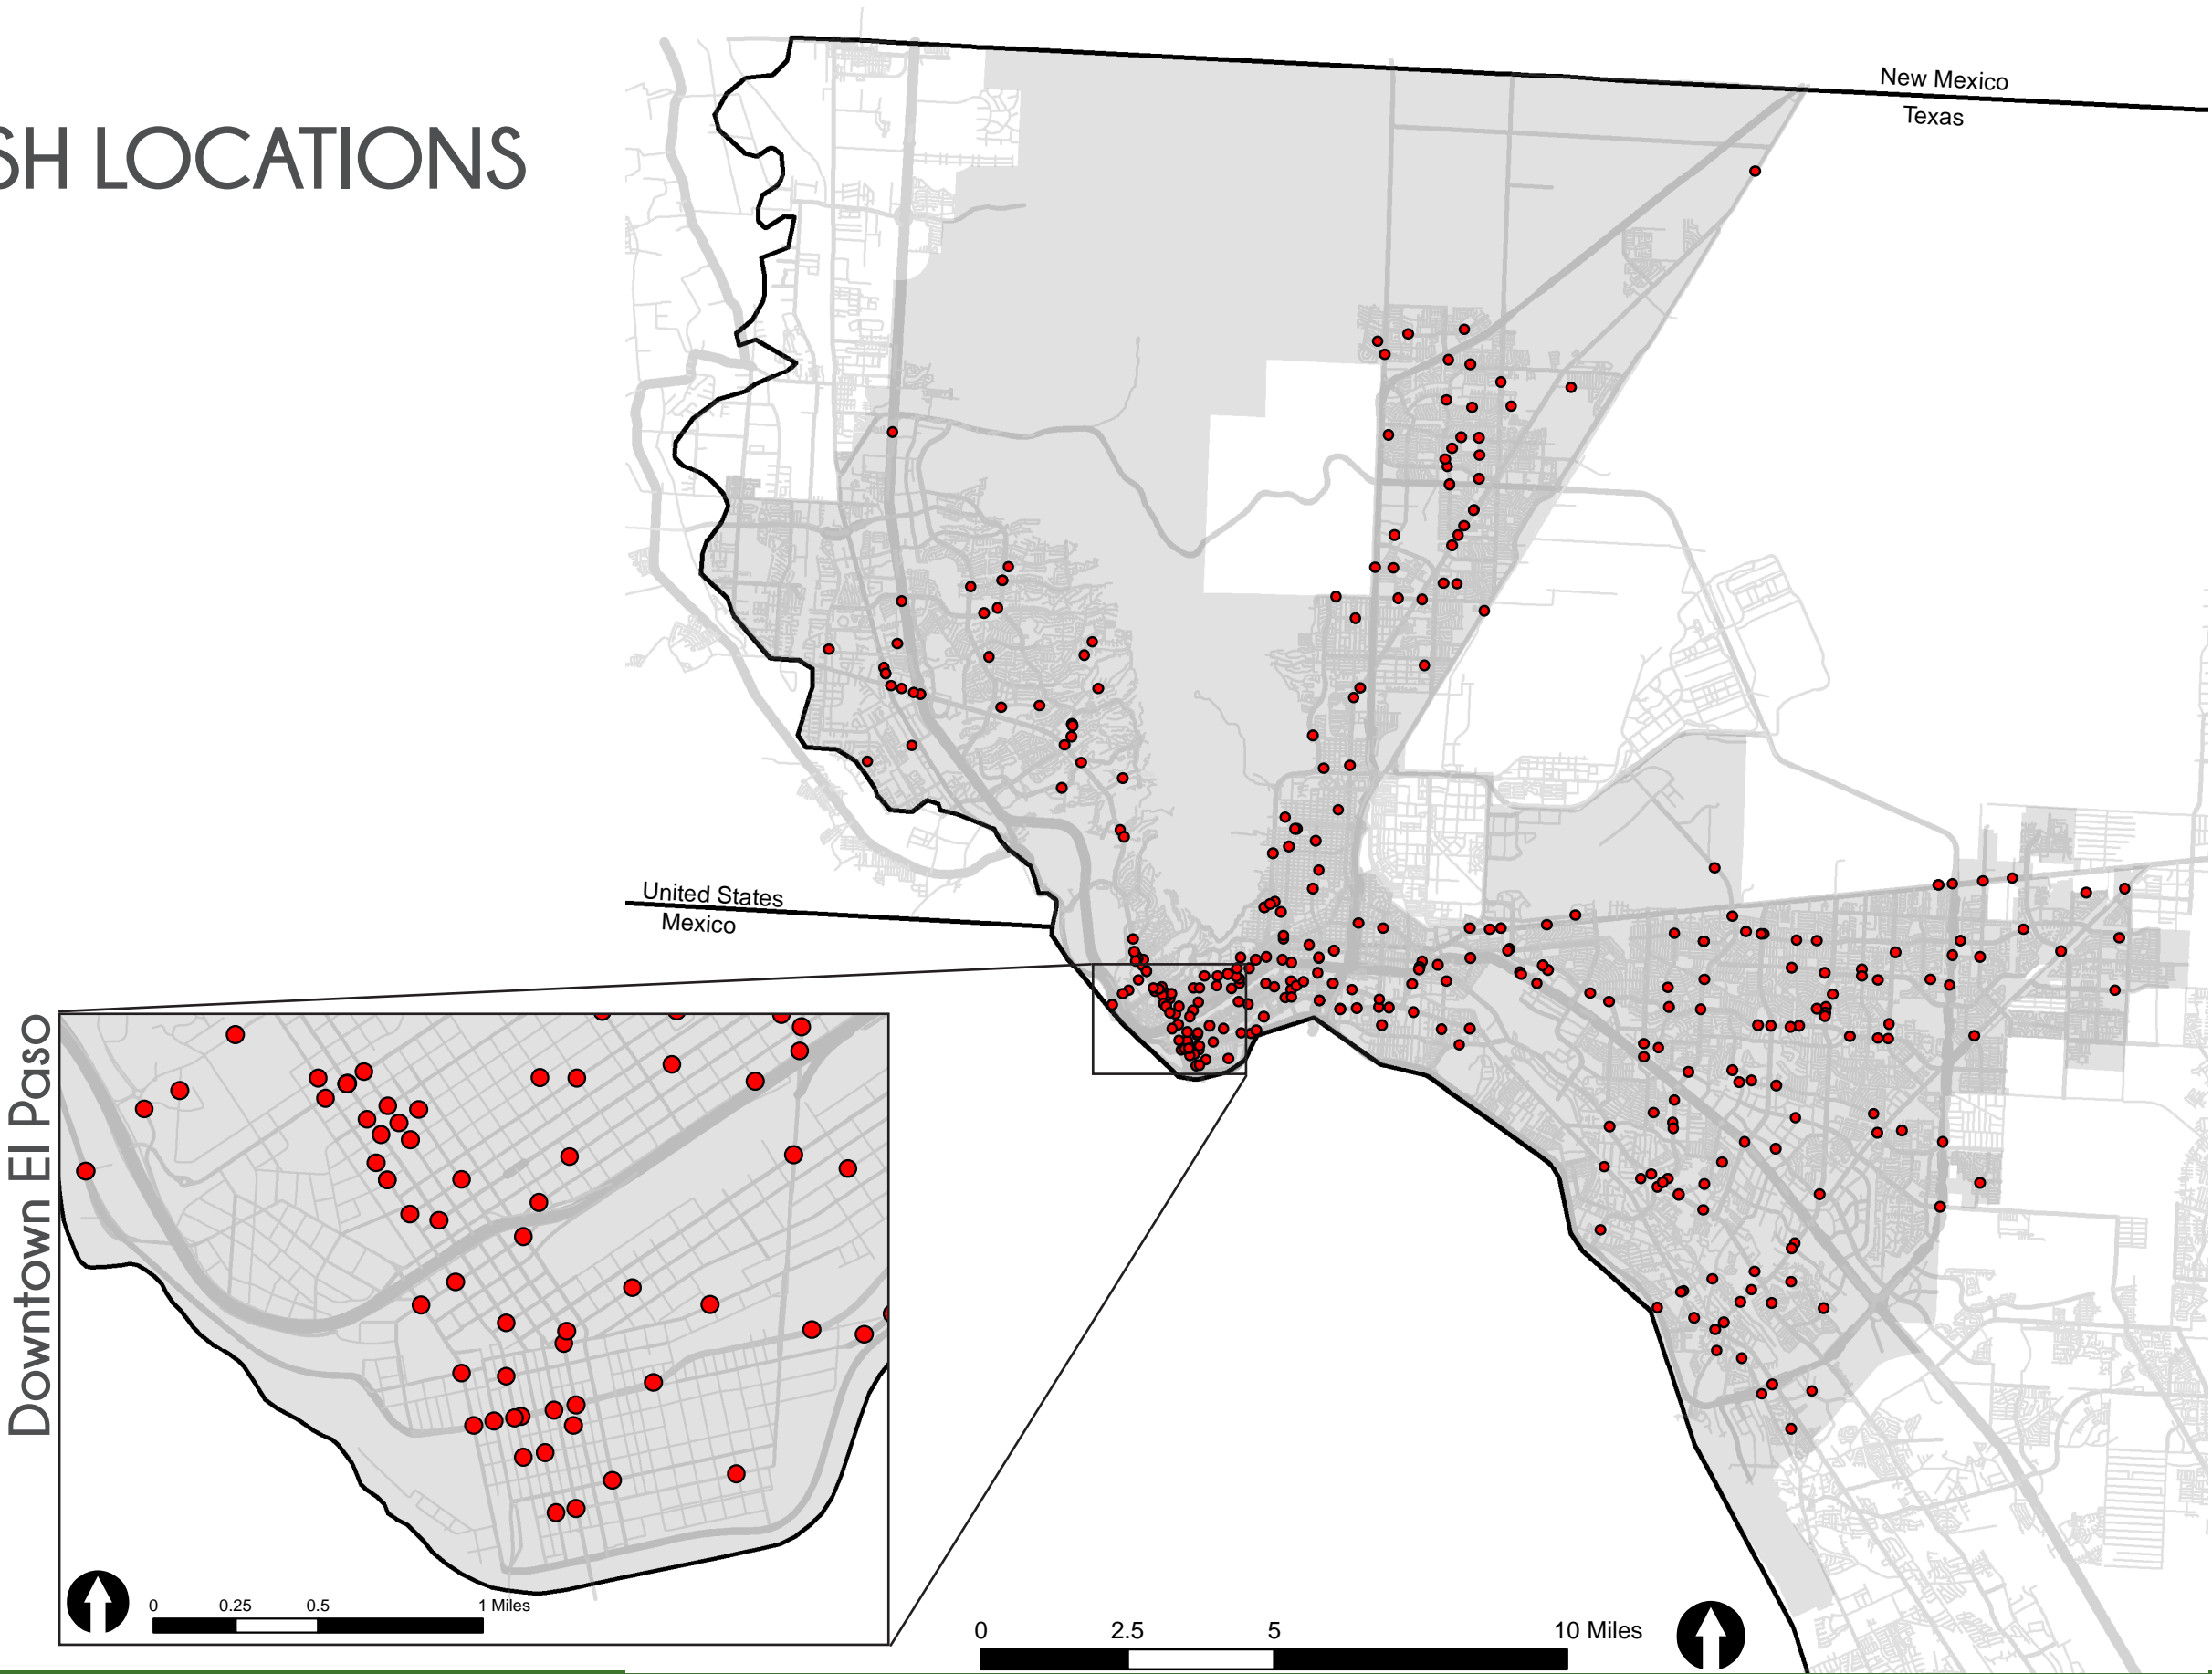 SH LOCATIONS
New Mexico
Texas
United States
Mexico
Downtown El Paso
0 0.25 0.5 1 Miles
0 2.5 5 10 Miles